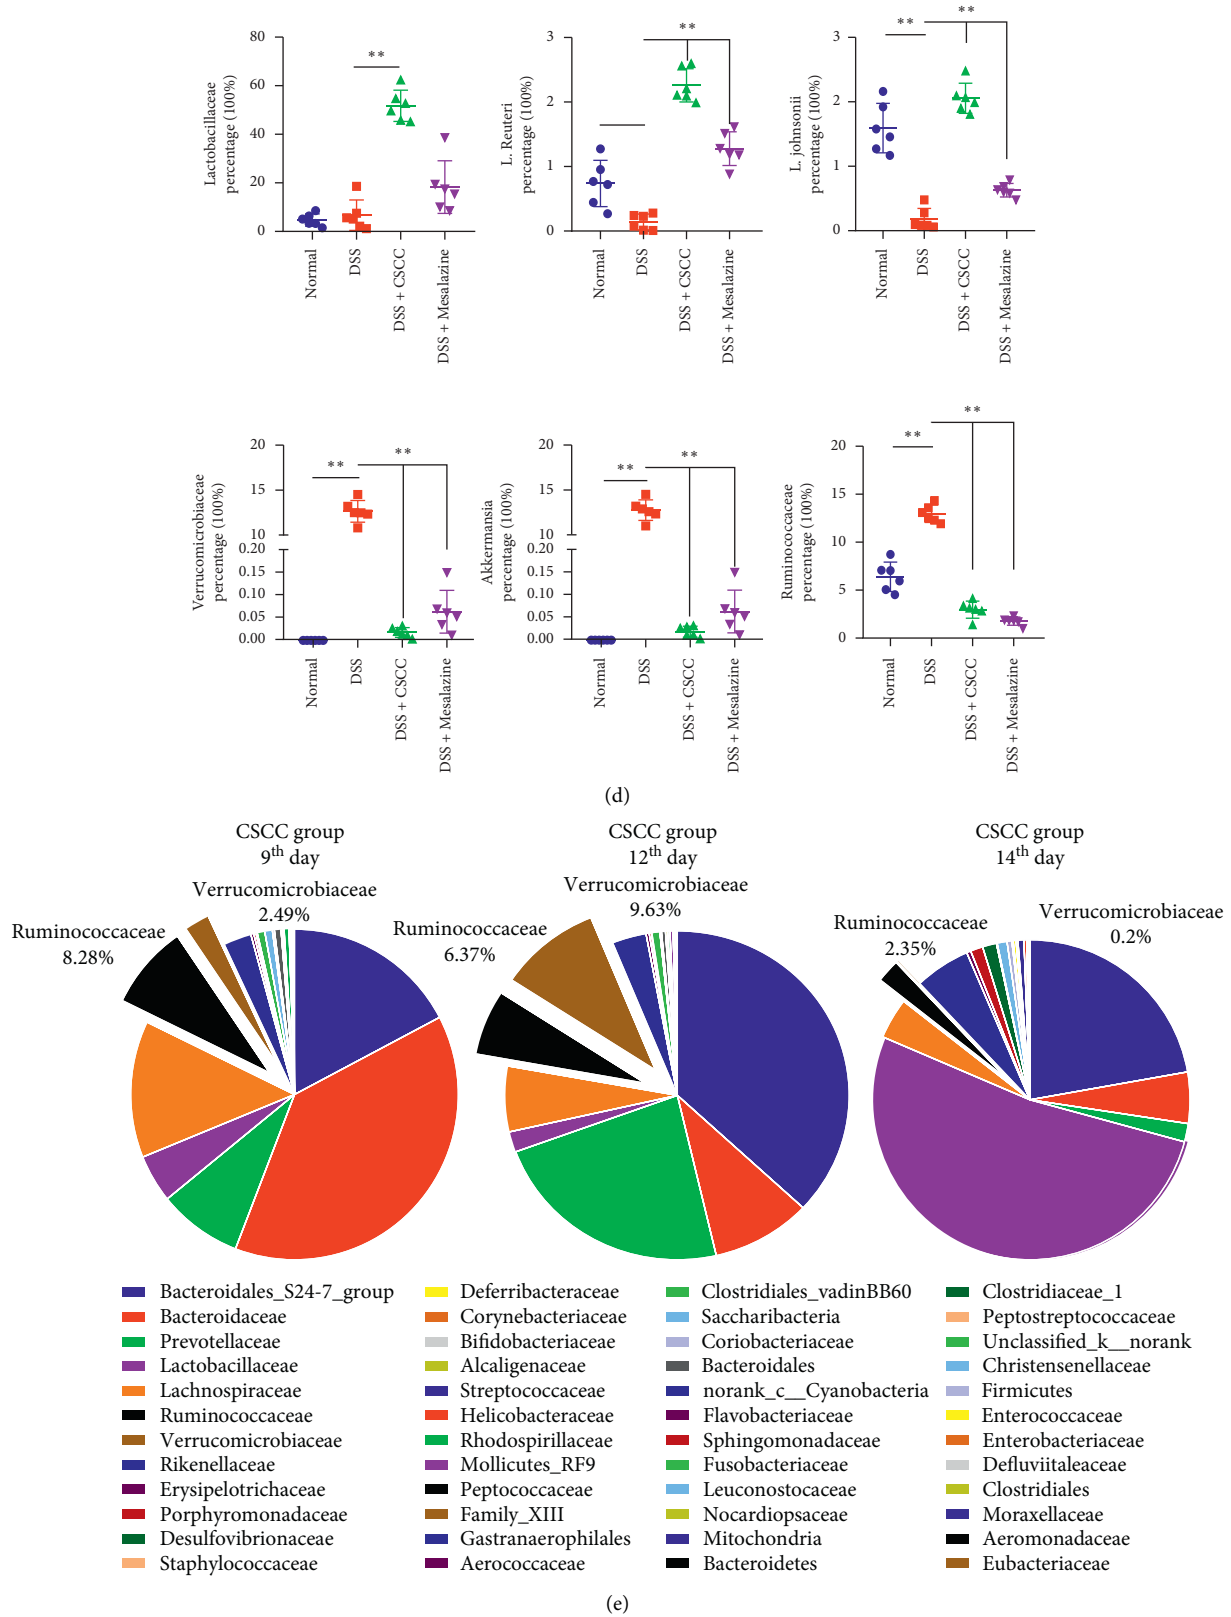 Lactobacillaceae
percentage (100%)
80
60
40
20
0
**
Normal
DSS
DSS + CSCC
DSS + Mesalazine
L. Reuteri
percentage (100%)
3
2
1
0
**
Normal
DSS
DSS + CSCC
DSS + Mesalazine
L. johnsonii
percentage (100%)
3
2
1
0
**
**
Normal
DSS
DSS + CSCC
DSS + Mesalazine
Verrucomicrobiaceae
percentage (100%)
20
15
10
0.20
0.15
0.10
0.05
0.00
**
**
Normal
DSS
DSS + CSCC
DSS + Mesalazine
Akkermansia
percentage (100%)
20
15
10
0.20
0.15
0.10
0.05
0.00
**
**
Normal
DSS
DSS + CSCC
DSS + Mesalazine
Ruminococcaceae
percentage (100%)
20
15
10
5
0
**
**
Normal
DSS
DSS + CSCC
DSS + Mesalazine
(d)
CSCC group
9th day
Verrucomicrobiaceae
2.49%
Ruminococcaceae
8.28%
CSCC group
12th day
Verrucomicrobiaceae
9.63%
Ruminococcaceae
6.37%
CSCC group
14th day
Verrucomicrobiaceae
0.2%
Ruminococcaceae
2.35%
Bacteroidales_S24-7_group
Bacteroidaceae
Prevotellaceae
Lactobacillaceae
Lachnospiraceae
Ruminococcaceae
Verrucomicrobiaceae
Rikenellaceae
Erysipelotrichaceae
Porphyromonadaceae
Desulfovibrionaceae
Staphylococcaceae
Deferribacteraceae
Corynebacteriaceae
Bifidobacteriaceae
Alcaligenaceae
Streptococcaceae
Helicobacteraceae
Rhodospirillaceae
Mollicutes_RF9
Peptococcaceae
Family_XIII
Gastranaerophilales
Aerococcaceae
Clostridiales_vadinBB60
Saccharibacteria
Coriobacteriaceae
Bacteroidales
norank_c__Cyanobacteria
Flavobacteriaceae
Sphingomonadaceae
Fusobacteriaceae
Leuconostocaceae
Nocardiopsaceae
Mitochondria
Bacteroidetes
Clostridiaceae_1
Peptostreptococcaceae
Unclassified_k__norank
Christensenellaceae
Firmicutes
Enterococcaceae
Enterobacteriaceae
Defluviitaleaceae
Clostridiales
Moraxellaceae
Aeromonadaceae
Eubacteriaceae
(e)